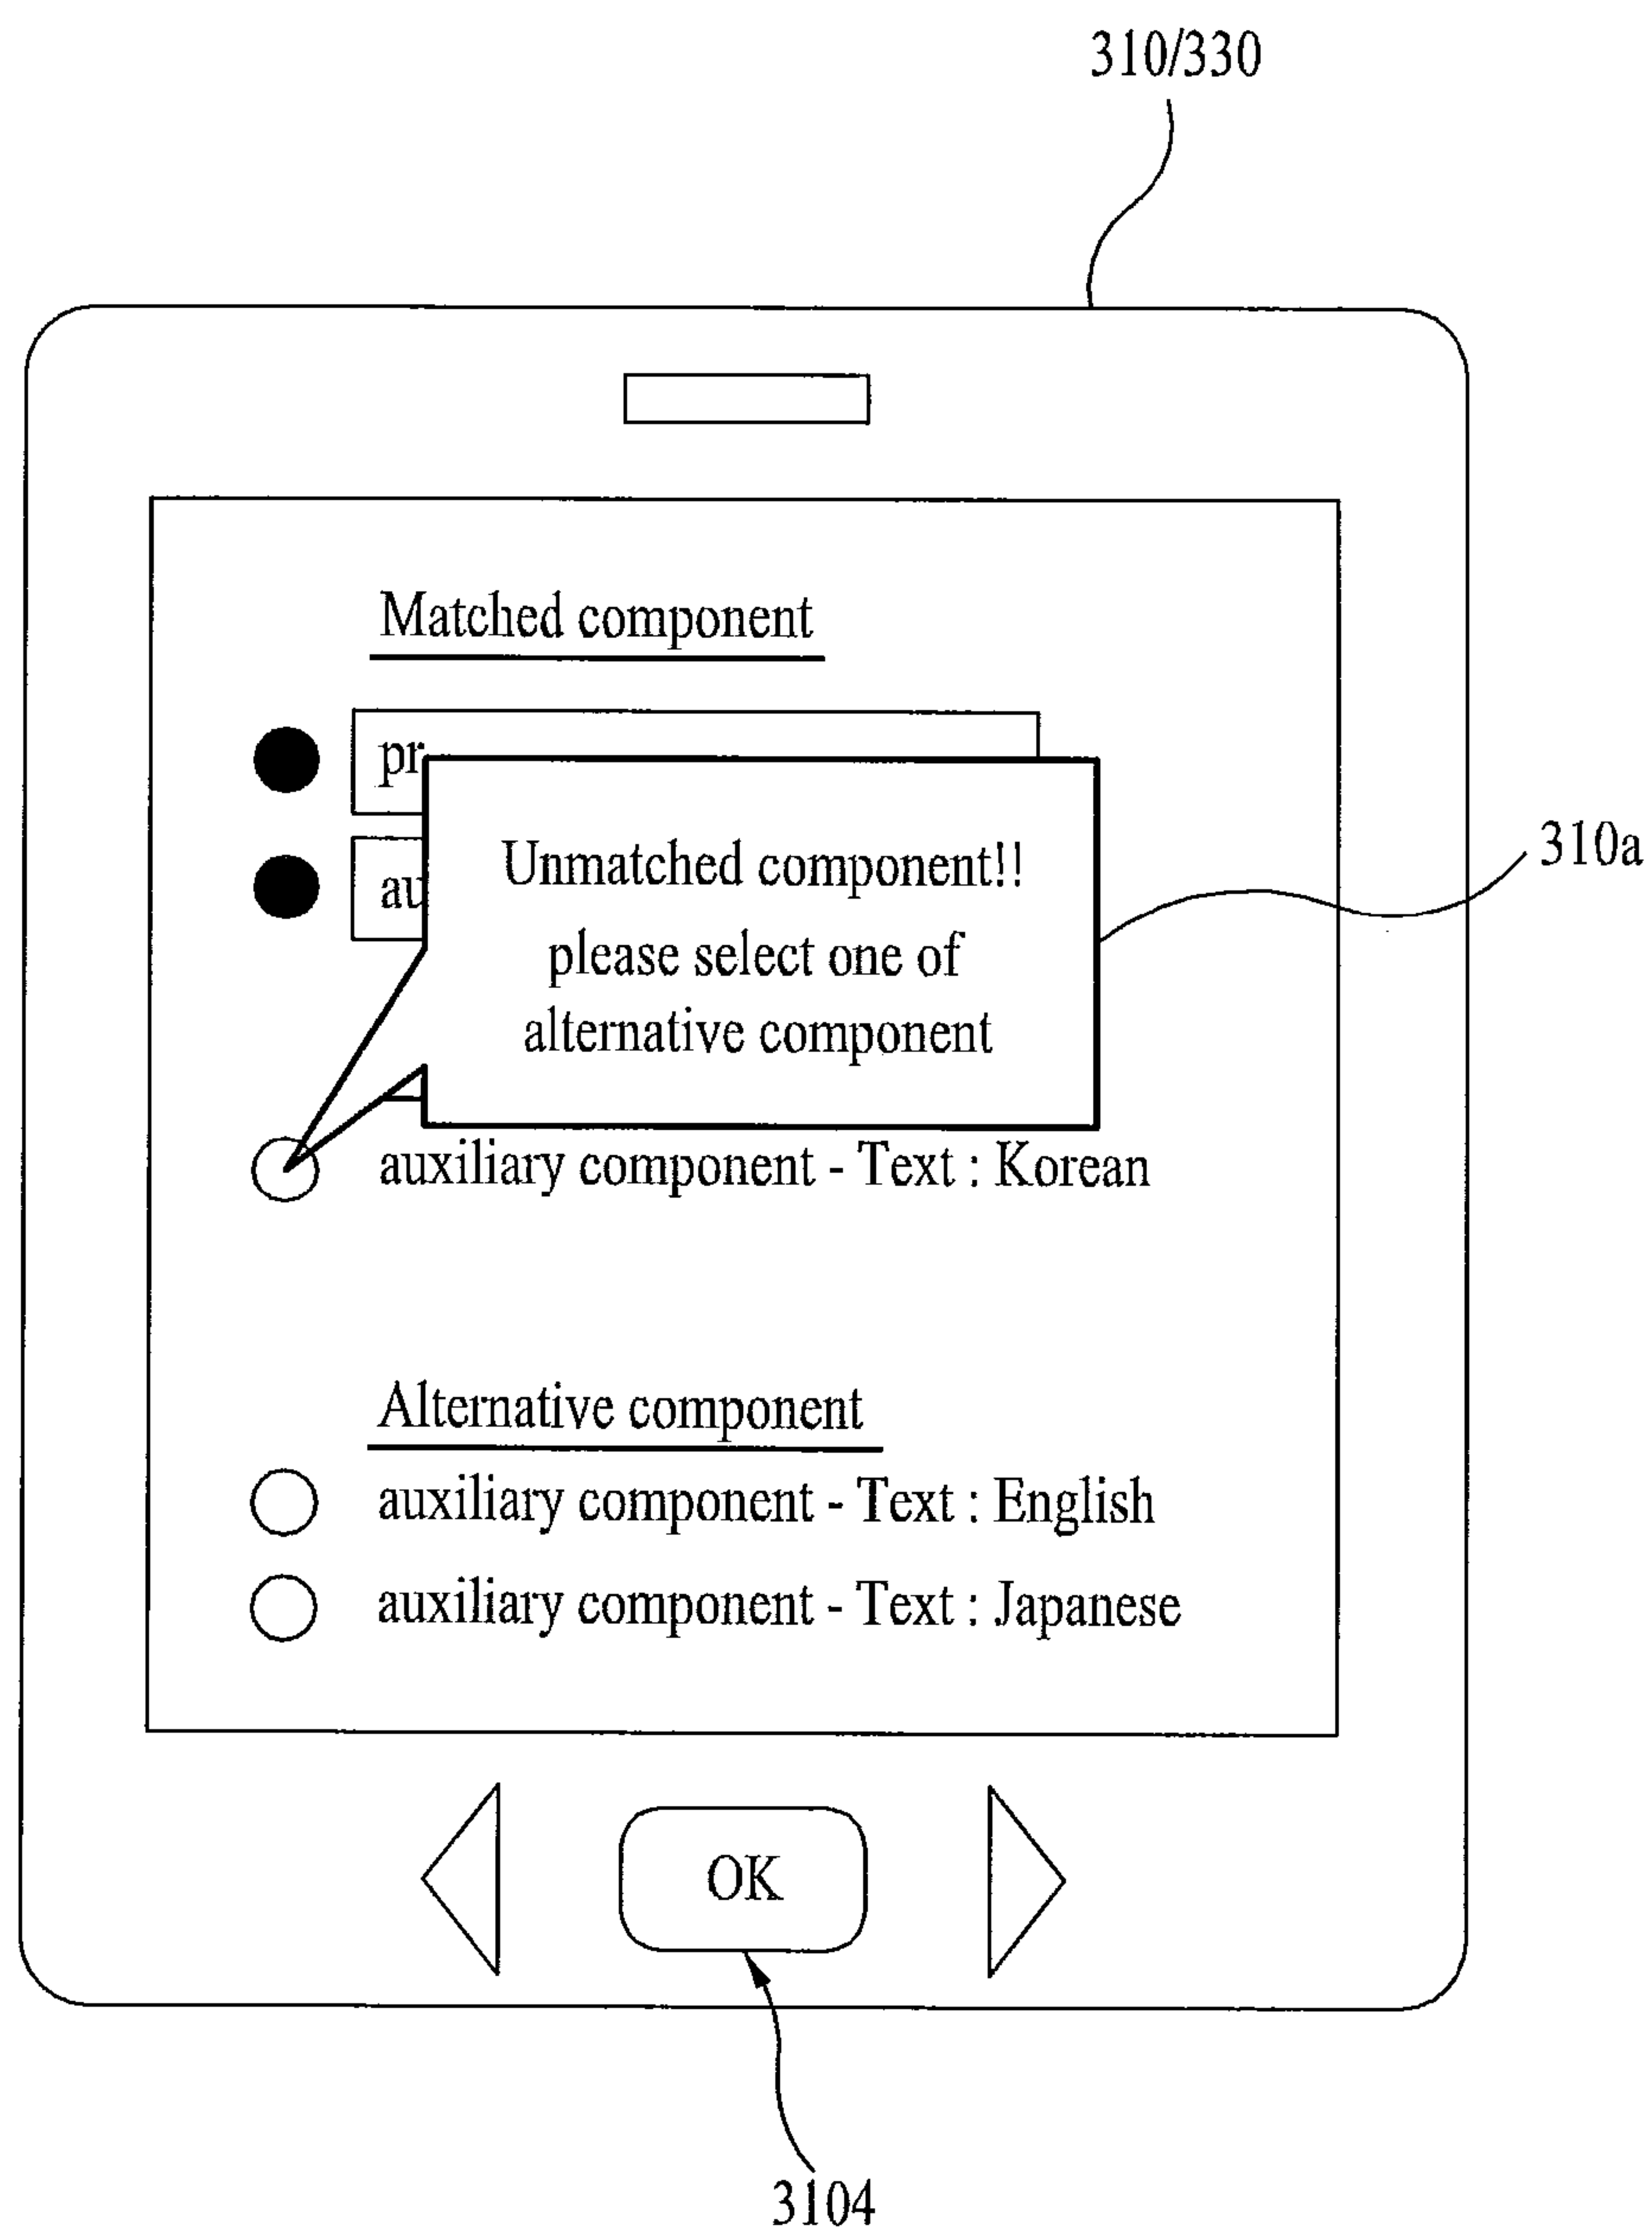 310/330
Matched component
pr
au
Unmatched component!!
please select one of
alternative component
310a
auxiliary component - Text : Korean
Alternative component
auxiliary component - Text : English
auxiliary component - Text : Japanese
OK
3104